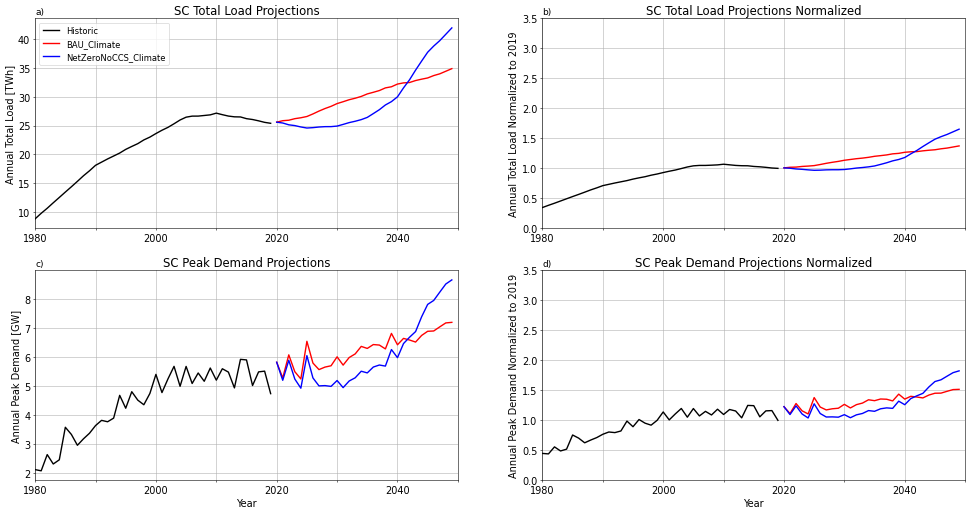 a)
SC Total Load Projections
Annual Total Load [TWh]
40
35
30
25
20
15
10
Historic
BAU_Climate
NetZeroNoCCS_Climate
1980
2000
2020
2040
b)
SC Total Load Projections Normalized
Annual Total Load Normalized to 2019
3.5
3.0
2.5
2.0
1.5
1.0
0.5
0.0
1980
2000
2020
2040
c)
SC Peak Demand Projections
Annual Peak Demand [GW]
8
7
6
5
4
3
2
1980
2000
2020
2040
Year
d)
SC Peak Demand Projections Normalized
Annual Peak Demand Normalized to 2019
3.5
3.0
2.5
2.0
1.5
1.0
0.5
0.0
1980
2000
2020
2040
Year